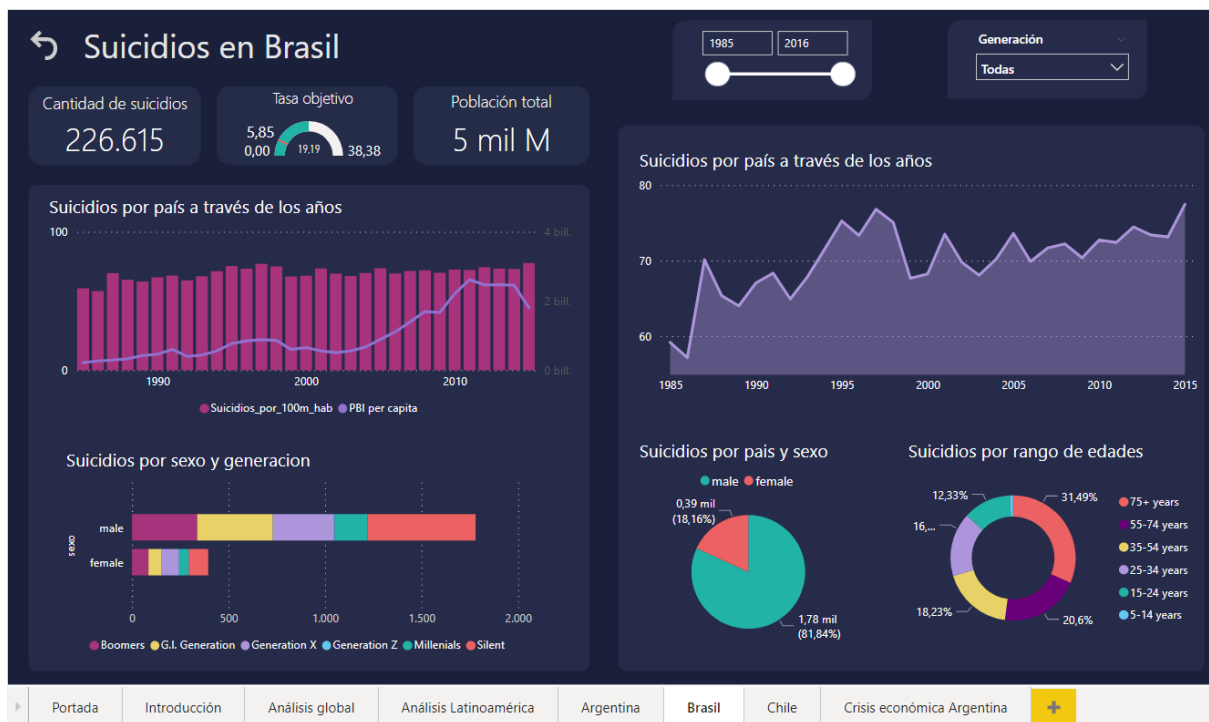 Suicidios en Brasil
1985
2016
Generación
Todas
Cantidad de suicidios
226.615
Tasa objetivo
5,85
0,00
19,19
38,38
Población total
5 mil M
Suicidios por país a través de los años
100
4 bill.
2 bill.
0
0 bill.
1990
2000
2010
Suicidios_por_100m_hab
PBI per capita
Suicidios por país a través de los años
80
70
60
1985
1990
1995
2000
2005
2010
2015
Suicidios por sexo y generacion
sexo
male
female
0
500
1.000
1.500
2.000
Boomers
G.I. Generation
Generation X
Generation Z
Millenials
Silent
Suicidios por pais y sexo
male
female
0,39 mil
(18,16%)
1,78 mil
(81,84%)
Suicidios por rango de edades
12,33%
31,49%
16,...
18,23%
20,6%
75+ years
55-74 years
35-54 years
25-34 years
15-24 years
5-14 years
Portada
Introducción
Análisis global
Análisis Latinoamérica
Argentina
Brasil
Chile
Crisis económica Argentina
+